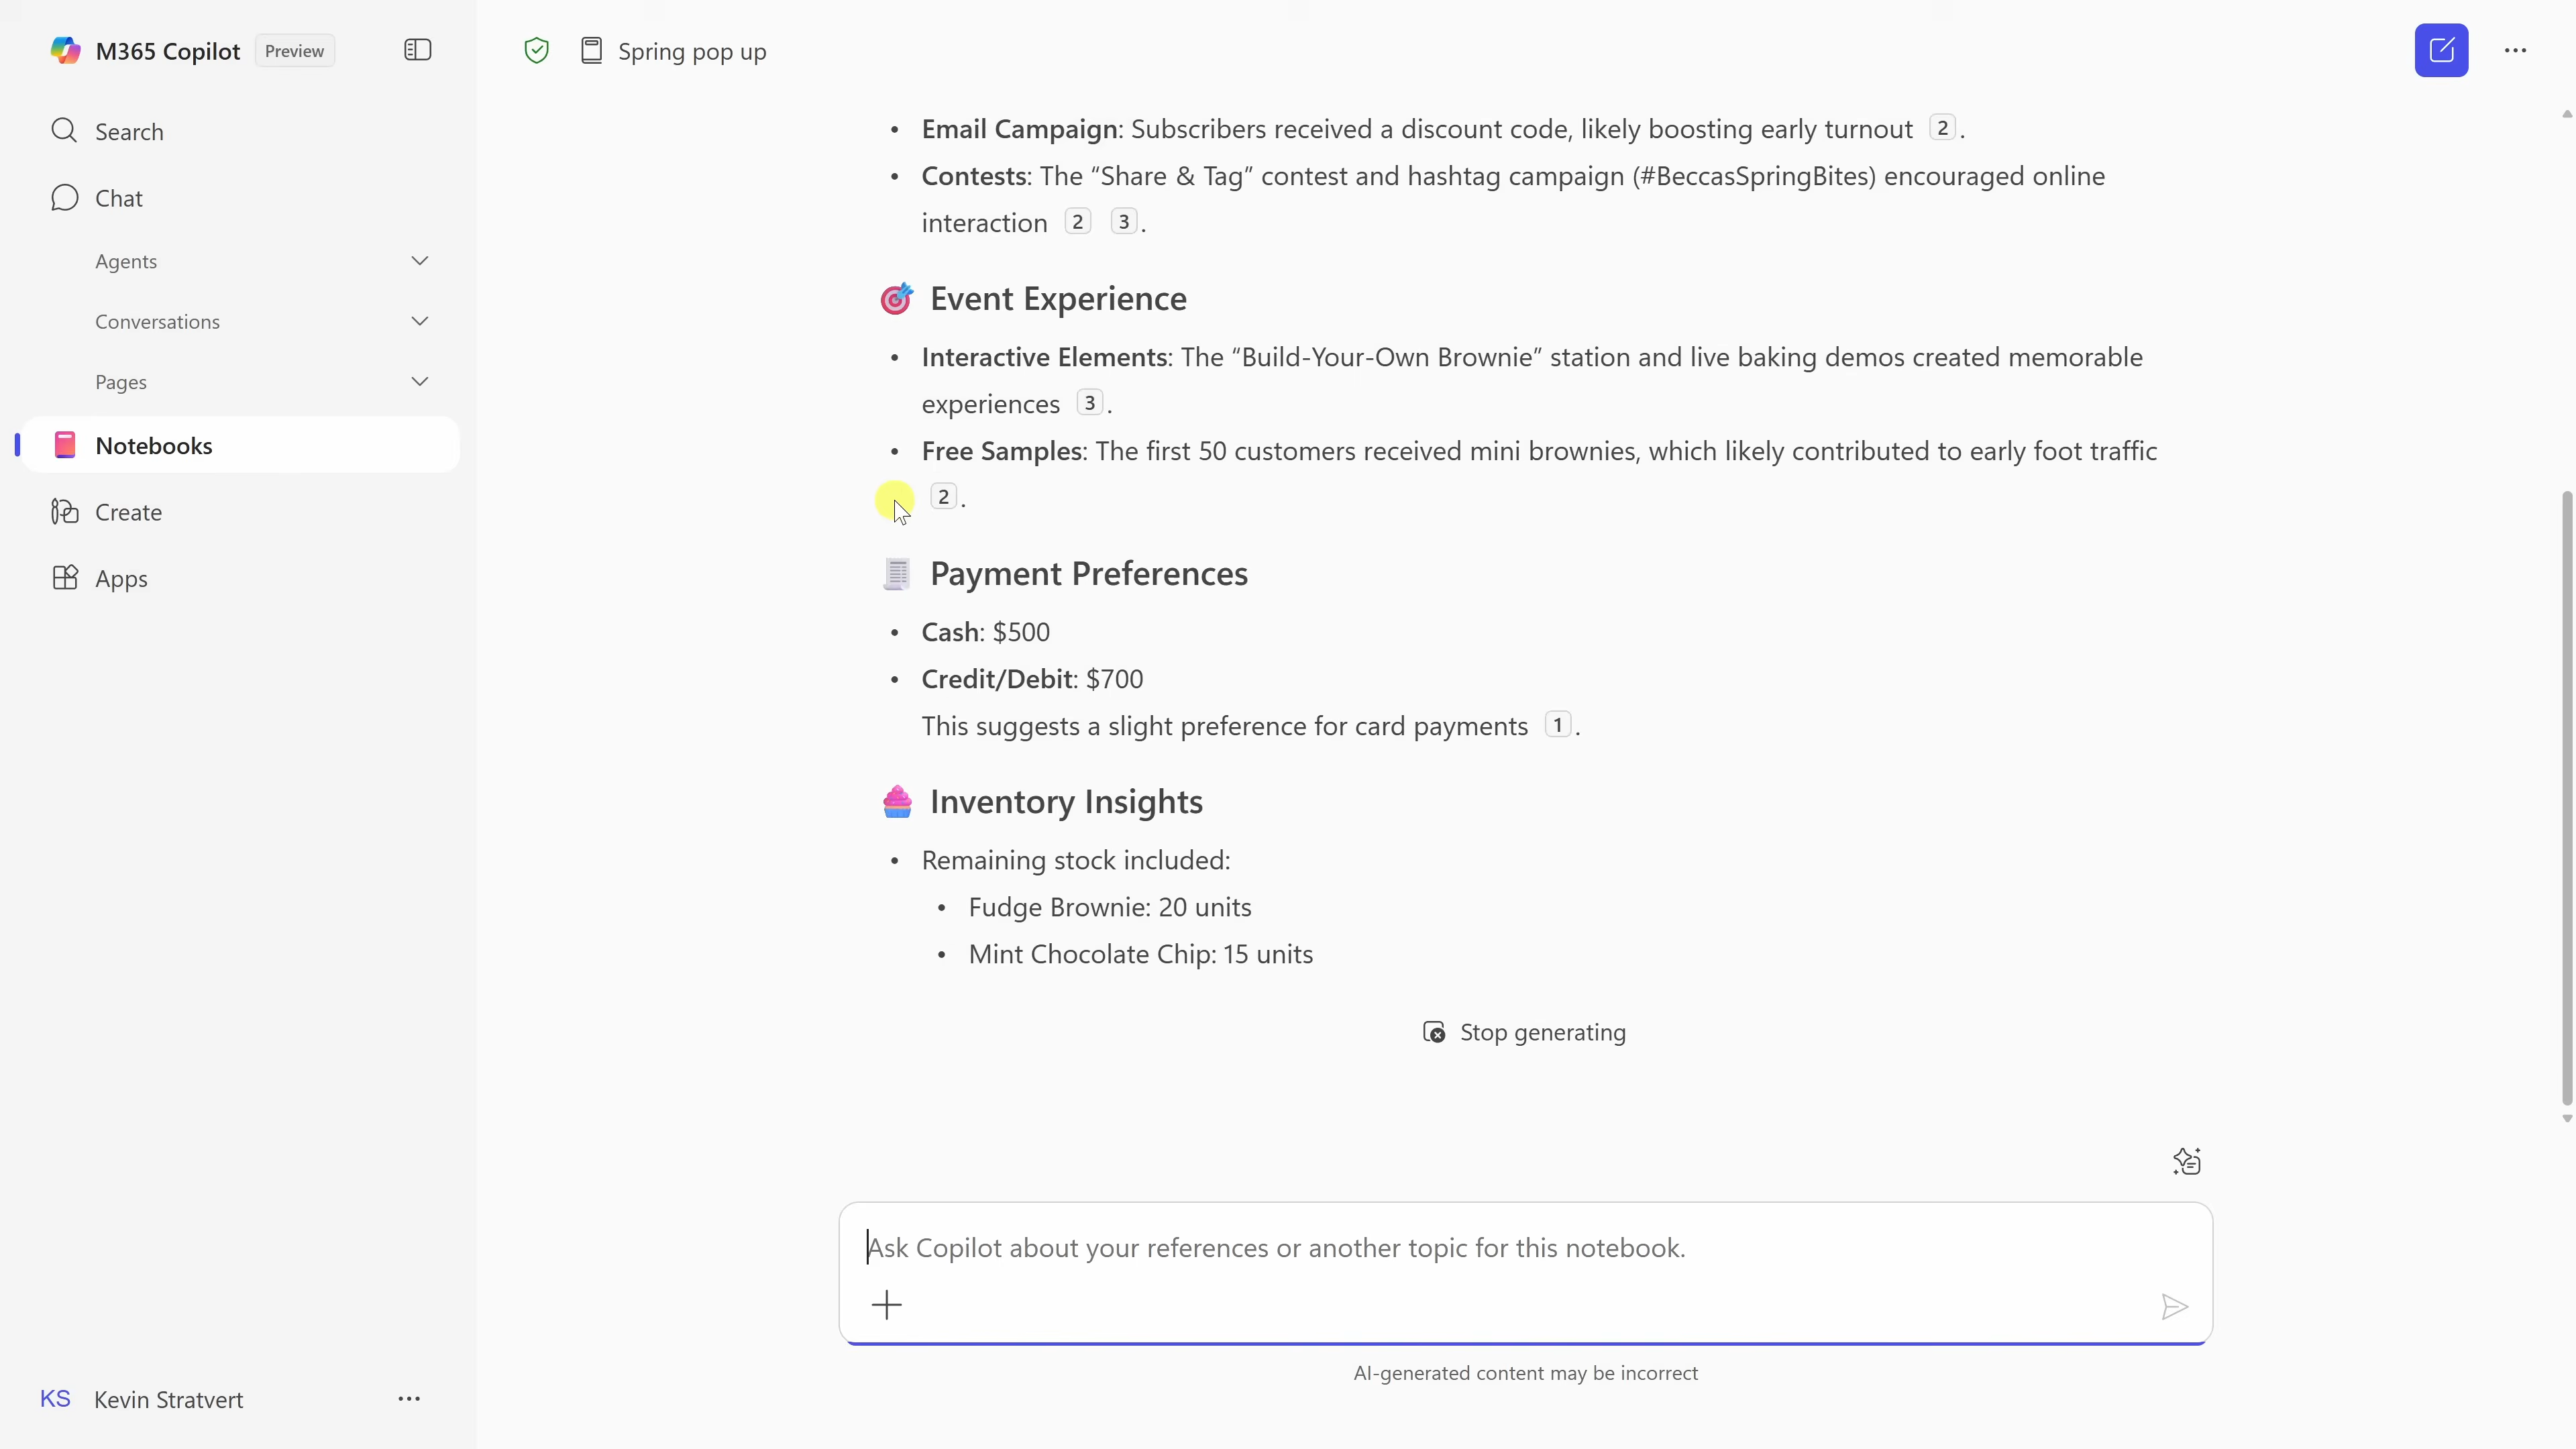 M365 Copilot Preview
Search
Chat
Agents
Conversations
Pages
Notebooks
Create
Apps
KS Kevin Stratvert
Spring pop up
• Email Campaign: Subscribers received a discount code, likely boosting early turnout 2.
• Contests: The “Share & Tag” contest and hashtag campaign (#BeccasSpringBites) encouraged online
interaction 2 3.
Event Experience
• Interactive Elements: The “Build-Your-Own Brownie” station and live baking demos created memorable
experiences 3.
• Free Samples: The first 50 customers received mini brownies, which likely contributed to early foot traffic
2.
Payment Preferences
• Cash: $500
• Credit/Debit: $700
This suggests a slight preference for card payments 1.
Inventory Insights
• Remaining stock included:
• Fudge Brownie: 20 units
• Mint Chocolate Chip: 15 units
Stop generating
Ask Copilot about your references or another topic for this notebook.
AI-generated content may be incorrect